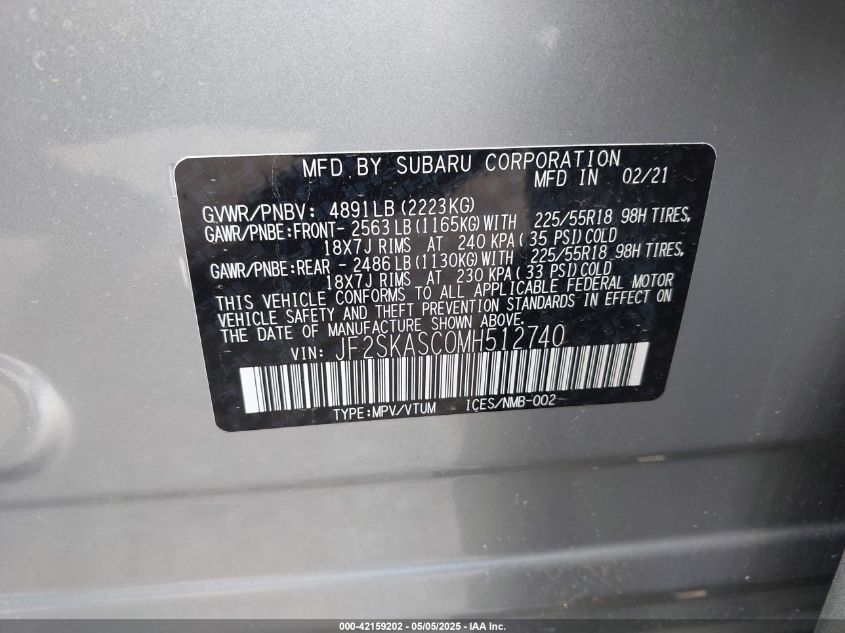 MFD BY SUBARU CORPORATION
MFD IN 02/21
GVWR/PNBV: 4891LB (2223KG)
GAWR/PNBE:FRONT- 2563LB (1165KG) WITH 225/55R18 98H TIRES,
18X7J RIMS AT 240 KPA( 35 PSI) COLD
GAWR/PNBE:REAR - 2486LB (1130KG) WITH 225/55R18 98H TIRES,
18X7J RIMS AT 230 KPA( 33 PSI) COLD
THIS VEHICLE CONFORMS TO ALL APPLICABLE FEDERAL MOTOR
VEHICLE SAFETY AND THEFT PREVENTION STANDARDS IN EFFECT ON
THE DATE OF MANUFACTURE SHOWN ABOVE.
VIN: JF2SKASC0MH512740
TYPE:MPV/VTUM ICES/NMB-002
000-42159202 - 05/05/2025 - IAA Inc.